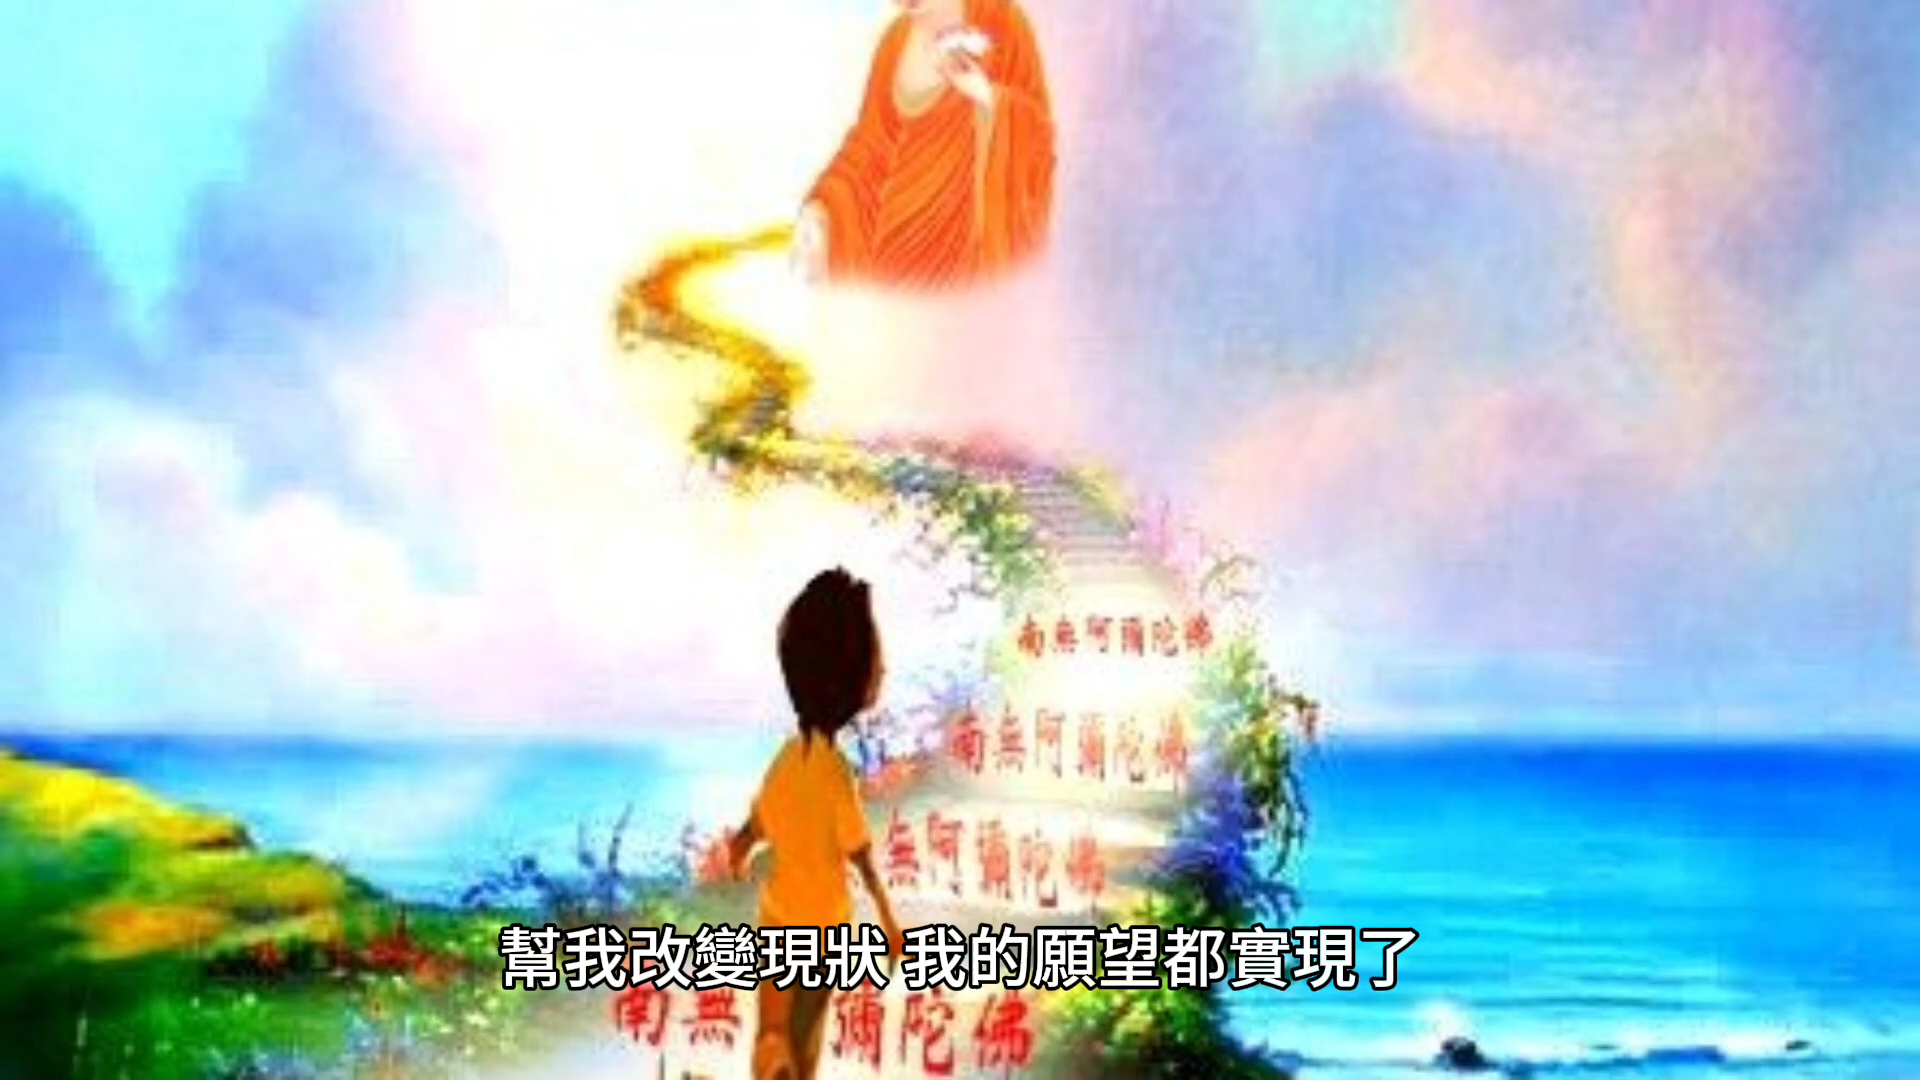 南無阿彌陀佛
南無阿彌陀佛
無阿彌陀佛
幫我改變現狀 我的願望都實現了
南無 彌陀佛